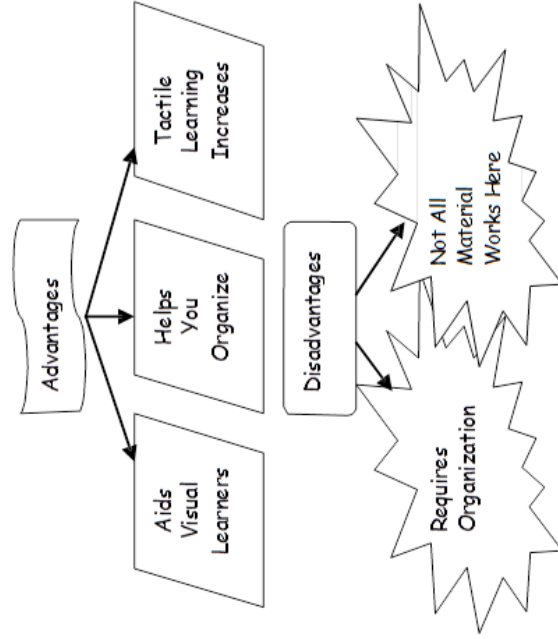 Advantages
Aids
Visual
Learners
Helps
You
Organize
Tactile
Learning
Increases
Disadvantages
Requires
Organization
Not All
Material
Works Here